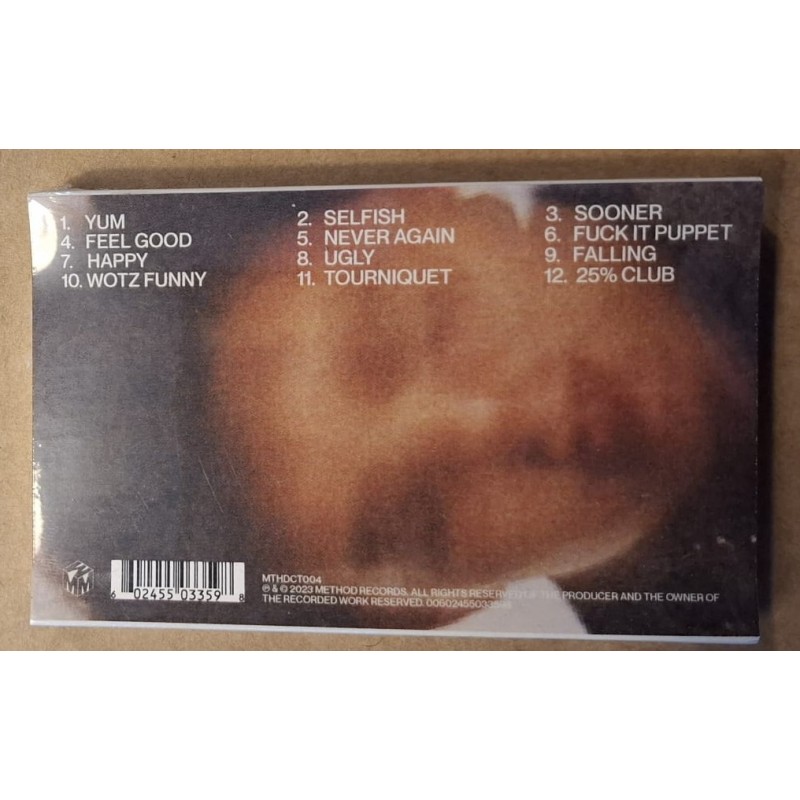 1. YUM 2. SELFISH 3. SOONER
4. FEEL GOOD 5. NEVER AGAIN 6. FUCK IT PUPPET
7. HAPPY 8. UGLY 9. FALLING
10. WOTZ FUNNY 11. TOURNIQUET 12. 25% CLUB
MTHDCT004
℗ & © 2023 METHOD RECORDS. ALL RIGHTS RESERVED THE PRODUCER AND THE OWNER OF
THE RECORDED WORK RESERVED.
6 02455 03359 8